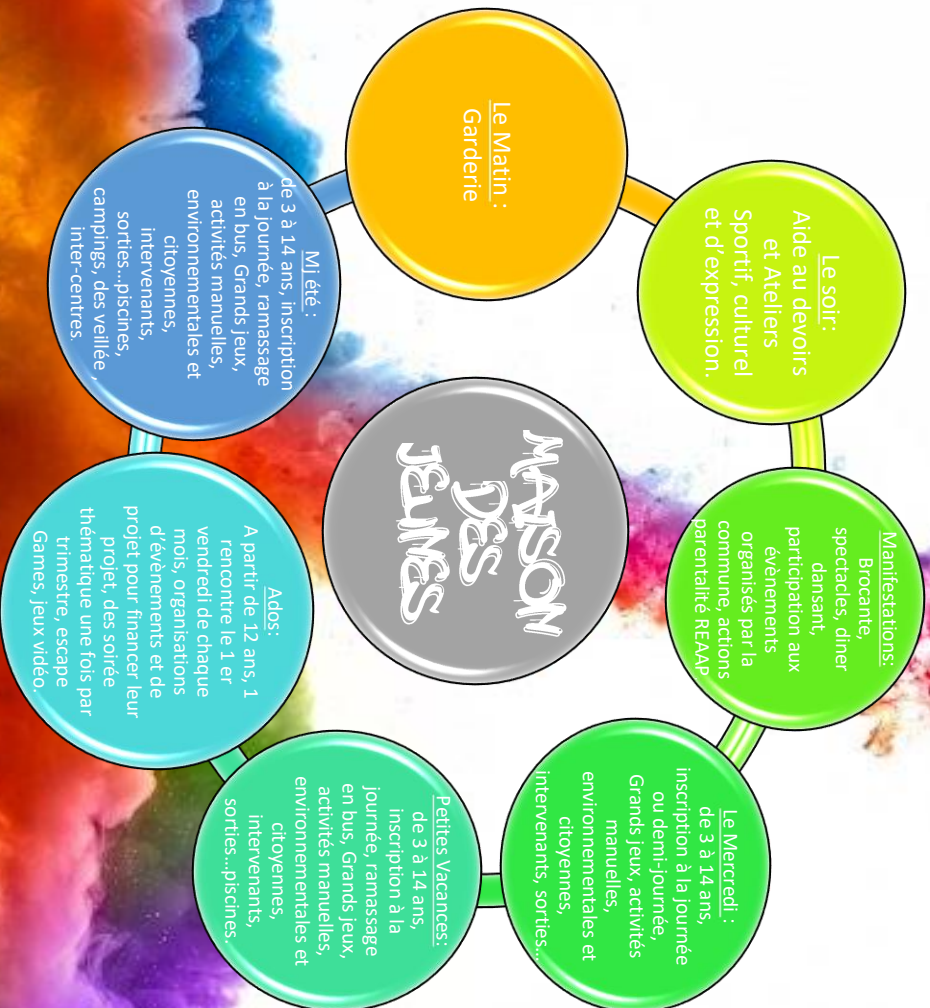 MAISON
DES
JEUNES
Le Matin :
Garderie
Le soir :
Aide au devoirs
et Ateliers
Sportif, culturel
et d'expression.
Manifestations:
Brocante,
spectacles, diner
dansant,
participation aux
évènements
organisés par la
commune, actions
parentalité REAAP
Le Mercredi :
de 3 à 14 ans,
inscription à la journée
ou demi-journée,
Grands jeux, activités
manuelles,
environnementales et
citoyennes,
intervenants, sorties...
Petites Vacances:
de 3 à 14 ans,
inscription à la
journée, ramassage
en bus, Grands jeux,
activités manuelles,
environnementales et
citoyennes,
intervenants,
sorties...piscines.
Ados:
A partir de 12 ans, 1
rencontre le 1 er
vendredi de chaque
mois, organisations
d'évènements et de
projet pour financer leur
projet, des soirée
thématique une fois par
trimestre, escape
Games, jeux vidéo.
Mj été :
de 3 à 14 ans, inscription
à la journée, ramassage
en bus, Grands jeux,
activités manuelles,
environnementales et
citoyennes,
intervenants,
sorties...piscines,
campings, des veillée ,
inter-centres.